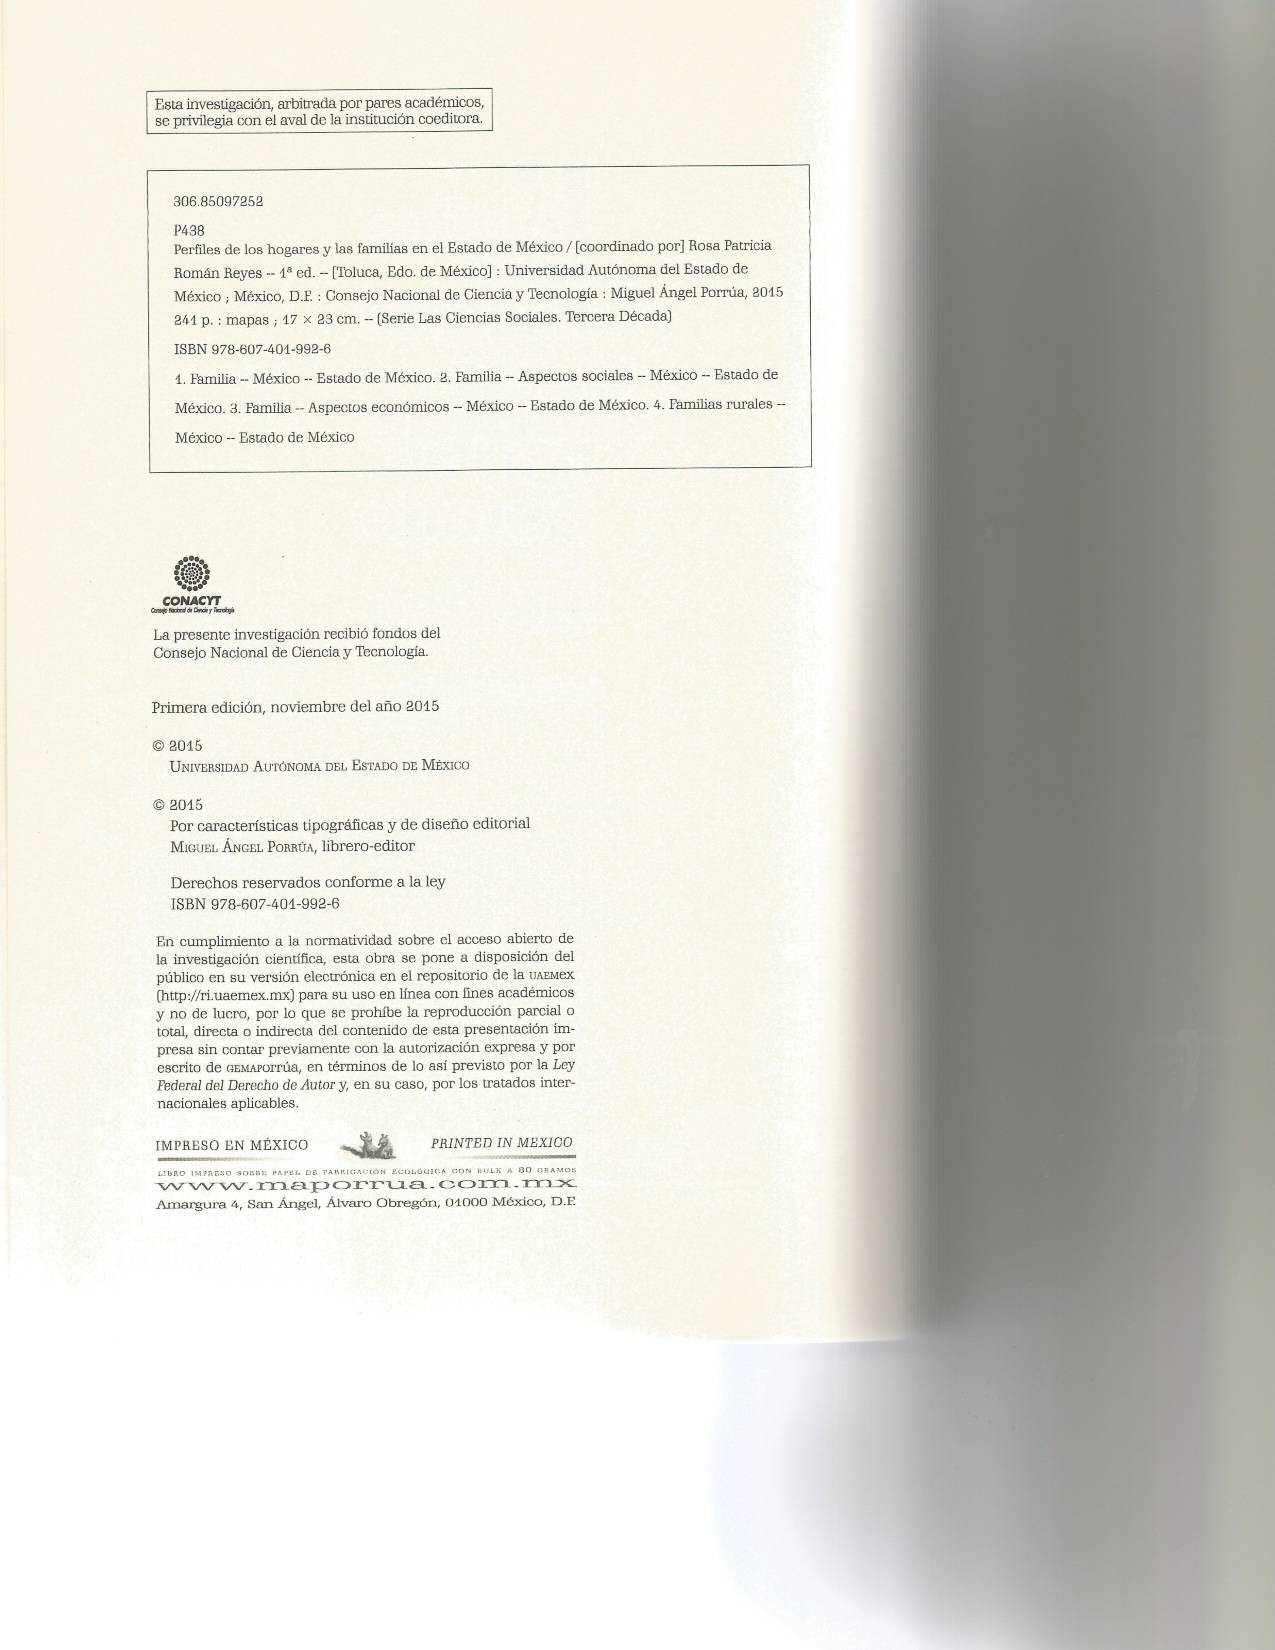 Esta investigación, arbitrada por pares académicos,
se privilegia con el aval de la institución coeditora.
306.85097252
P438
Perfiles de los hogares y las familias en el Estado de México / [coordinado por] Rosa Patricia
Román Reyes -- 1ª ed. -- [Toluca, Edo. de México] : Universidad Autónoma del Estado de
México ; México, D.F. : Consejo Nacional de Ciencia y Tecnología : Miguel Ángel Porrúa, 2015
241 p. : mapas ; 17 × 23 cm. -- (Serie Las Ciencias Sociales. Tercera Década)
ISBN 978-607-401-992-6
1. Familia -- México -- Estado de México. 2. Familia -- Aspectos sociales -- México -- Estado de
México. 3. Familia -- Aspectos económicos -- México -- Estado de México. 4. Familias rurales --
México -- Estado de México
CONACYT
Consejo Nacional de Ciencia y Tecnología
La presente investigación recibió fondos del
Consejo Nacional de Ciencia y Tecnología.
Primera edición, noviembre del año 2015
© 2015
UNIVERSIDAD AUTÓNOMA DEL ESTADO DE MÉXICO
© 2015
Por características tipográficas y de diseño editorial
MIGUEL ÁNGEL PORRÚA, librero-editor
Derechos reservados conforme a la ley
ISBN 978-607-401-992-6
En cumplimiento a la normatividad sobre el acceso abierto de
la investigación científica, esta obra se pone a disposición del
público en su versión electrónica en el repositorio de la UAEMex
(http://ri.uaemex.mx) para su uso en línea con fines académicos
y no de lucro, por lo que se prohíbe la reproducción parcial o
total, directa o indirecta del contenido de esta presentación im-
presa sin contar previamente con la autorización expresa y por
escrito de GEMAPorrúa, en términos de lo así previsto por la Ley
Federal del Derecho de Autor y, en su caso, por los tratados inter-
nacionales aplicables.
IMPRESO EN MÉXICO PRINTED IN MEXICO
LIBRO IMPRESO SOBRE PAPEL DE FABRICACIÓN ECOLÓGICA CON BULK A 80 GRAMOS
www.maporrua.com.mx
Amargura 4, San Ángel, Álvaro Obregón, 01000 México, D.F.